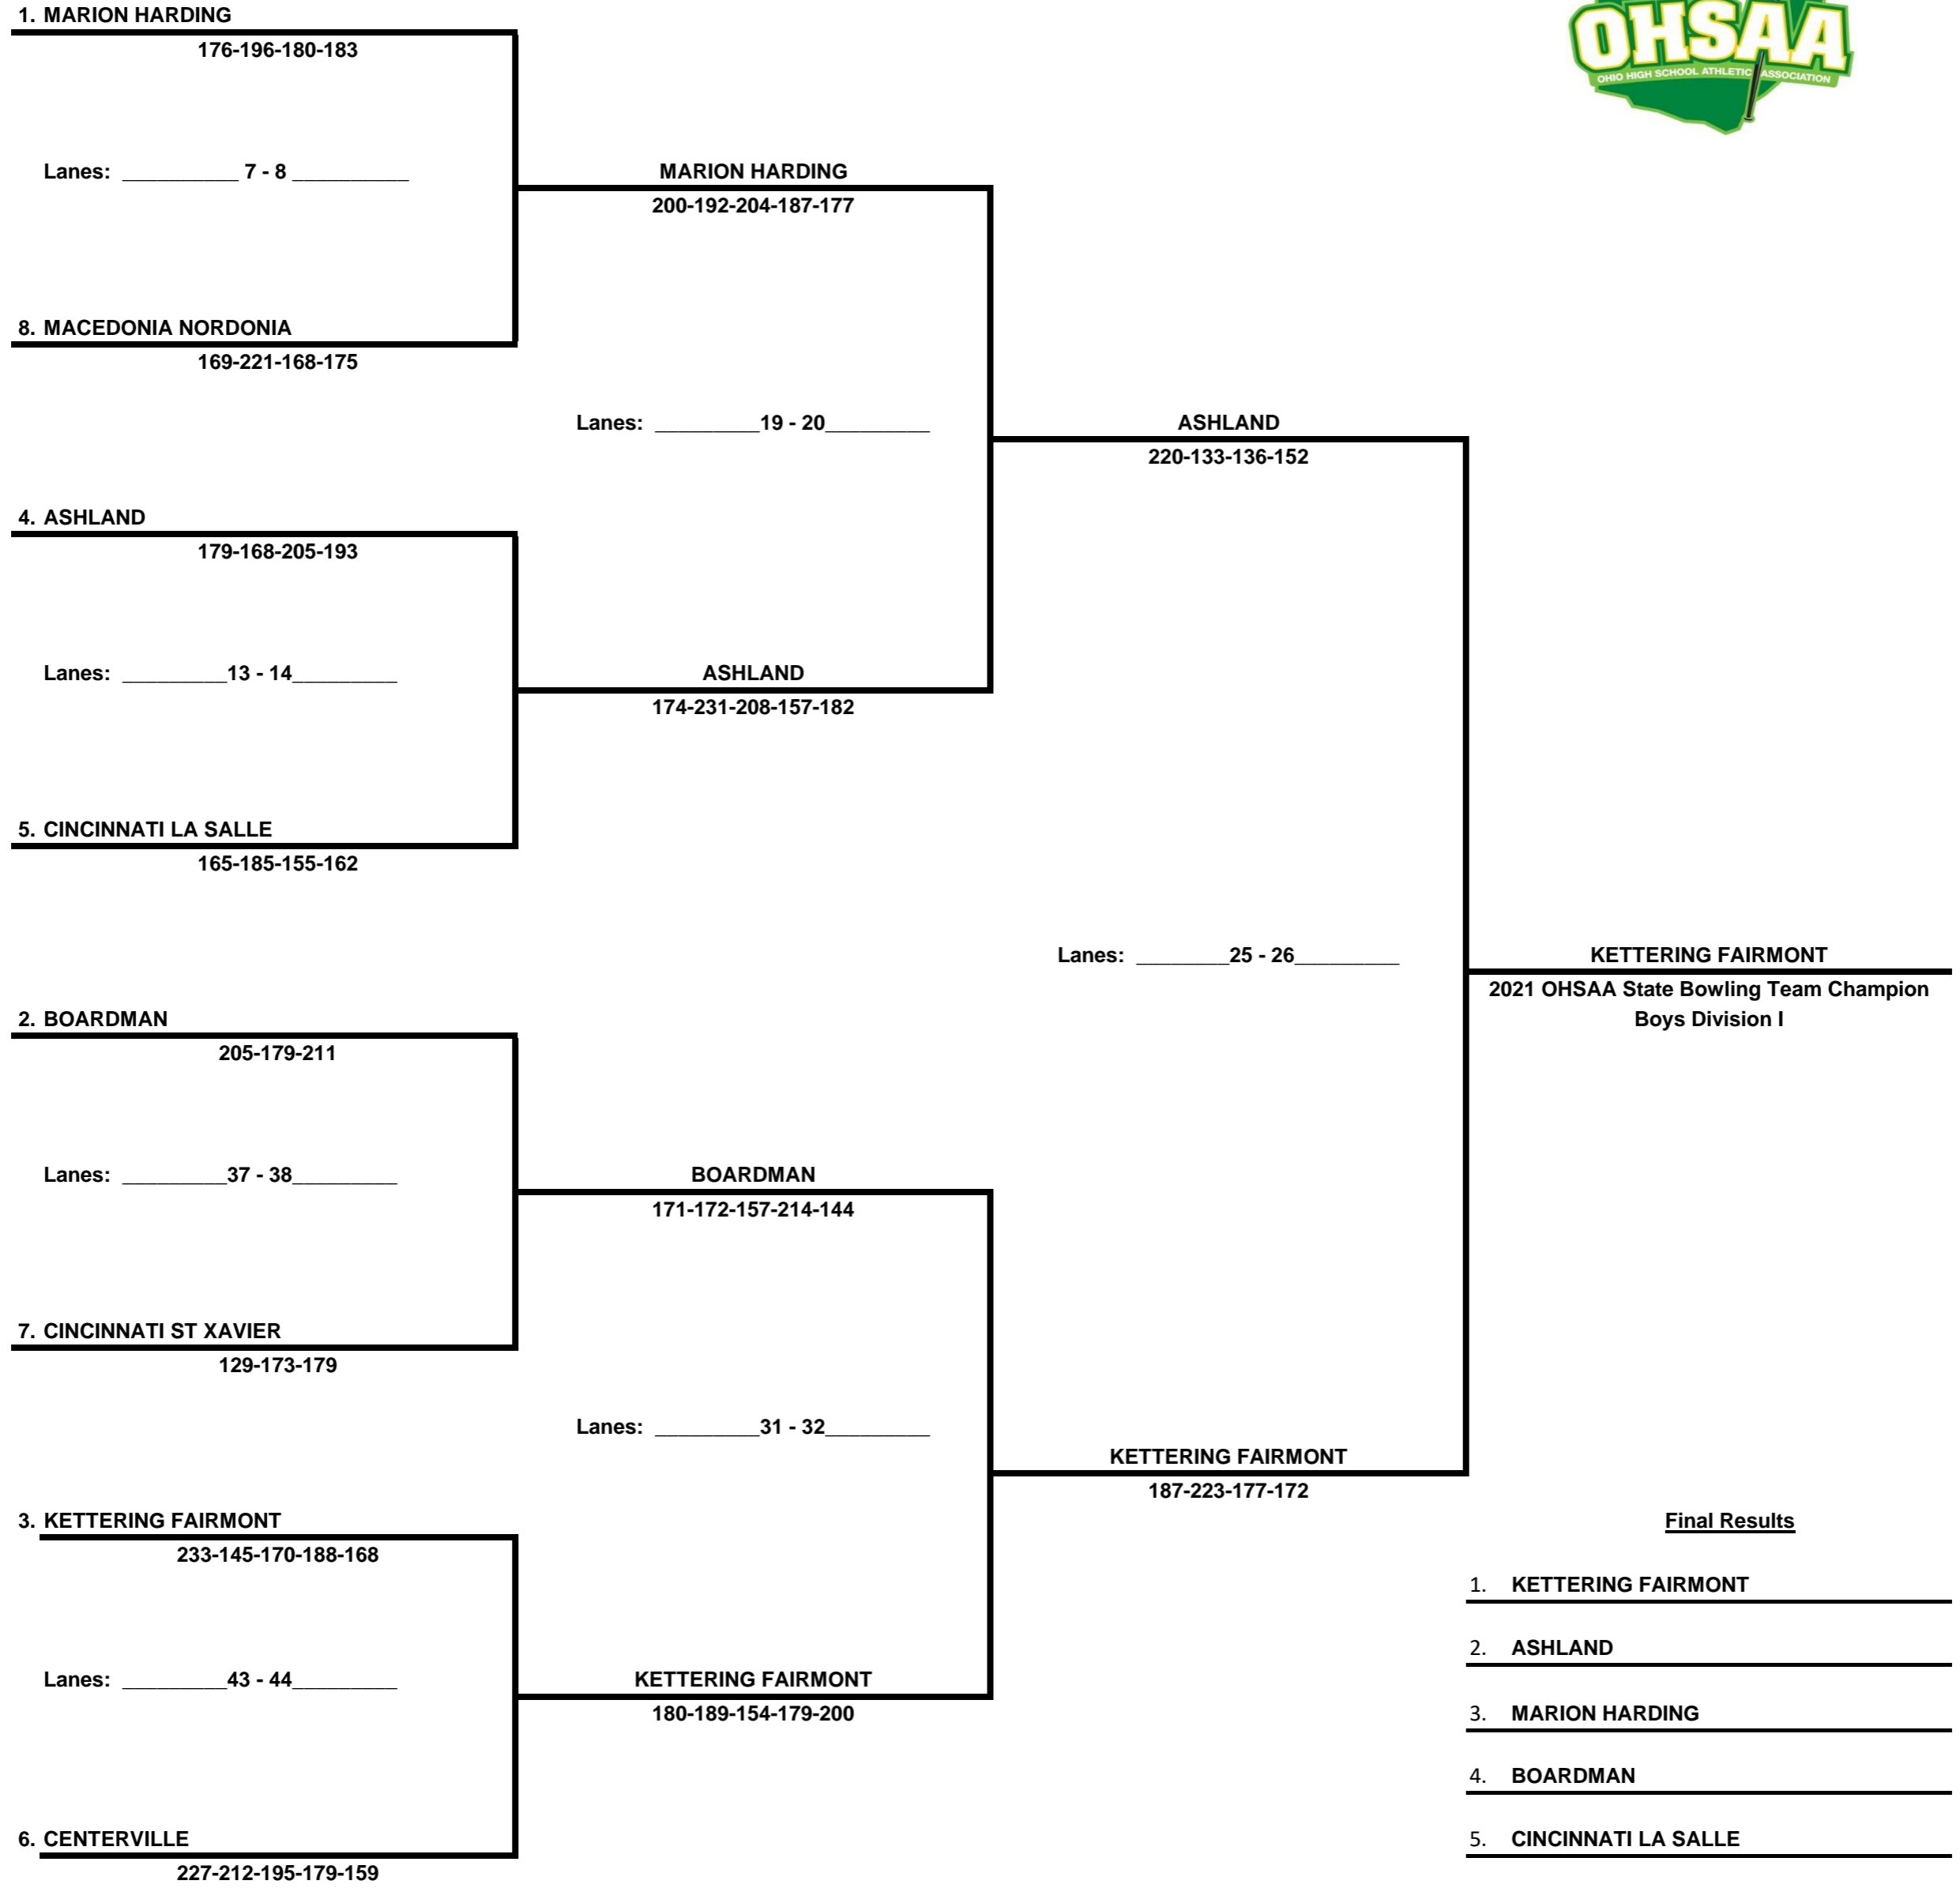 OHSAA
OHIO HIGH SCHOOL ATHLETIC ASSOCIATION
1. MARION HARDING
176-196-180-183
Lanes: __________ 7 - 8 __________
MARION HARDING
200-192-204-187-177
8. MACEDONIA NORDONIA
169-221-168-175
Lanes: _________19 - 20_________
ASHLAND
220-133-136-152
4. ASHLAND
179-168-205-193
Lanes: _________13 - 14_________
ASHLAND
174-231-208-157-182
5. CINCINNATI LA SALLE
165-185-155-162
Lanes: ________25 - 26_________
KETTERING FAIRMONT
2021 OHSAA State Bowling Team Champion
Boys Division I
2. BOARDMAN
205-179-211
Lanes: _________37 - 38_________
BOARDMAN
171-172-157-214-144
7. CINCINNATI ST XAVIER
129-173-179
Lanes: _________31 - 32_________
KETTERING FAIRMONT
187-223-177-172
3. KETTERING FAIRMONT
233-145-170-188-168
Lanes: _________43 - 44_________
KETTERING FAIRMONT
180-189-154-179-200
6. CENTERVILLE
227-212-195-179-159
Final Results
1. KETTERING FAIRMONT
2. ASHLAND
3. MARION HARDING
4. BOARDMAN
5. CINCINNATI LA SALLE